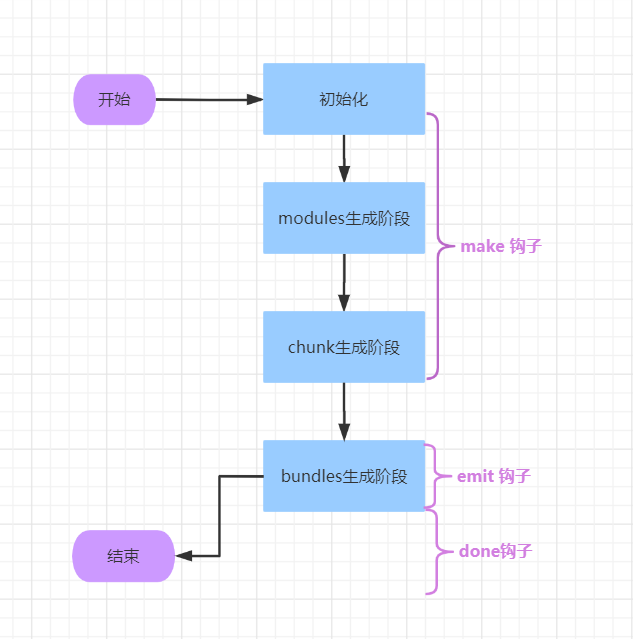 开始
初始化
modules生成阶段
make 钩子
chunk生成阶段
bundles生成阶段
emit 钩子
done钩子
结束